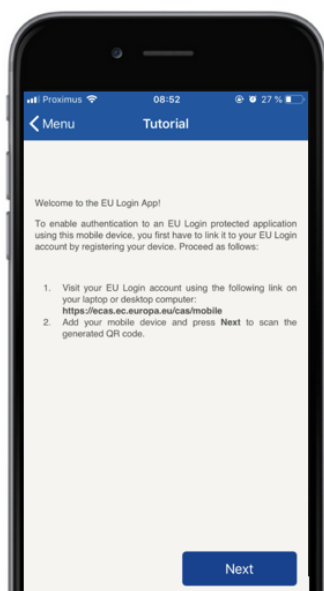 Proximus 08:52 27 %
Menu Tutorial
Welcome to the EU Login App!
To enable authentication to an EU Login protected application
using this mobile device, you first have to link it to your EU Login
account by registering your device. Proceed as follows:
1. Visit your EU Login account using the following link on
your laptop or desktop computer:
https://ecas.ec.europa.eu/cas/mobile
2. Add your mobile device and press Next to scan the
generated QR code.
Next